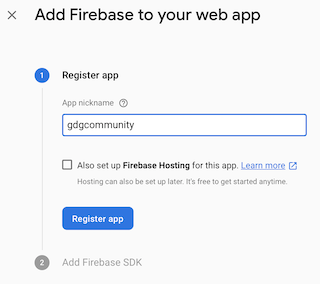 Add Firebase to your web app
1 Register app
App nickname
gdgcommunity
Also set up Firebase Hosting for this app. Learn more
Hosting can also be set up later. It's free to get started anytime.
Register app
2 Add Firebase SDK